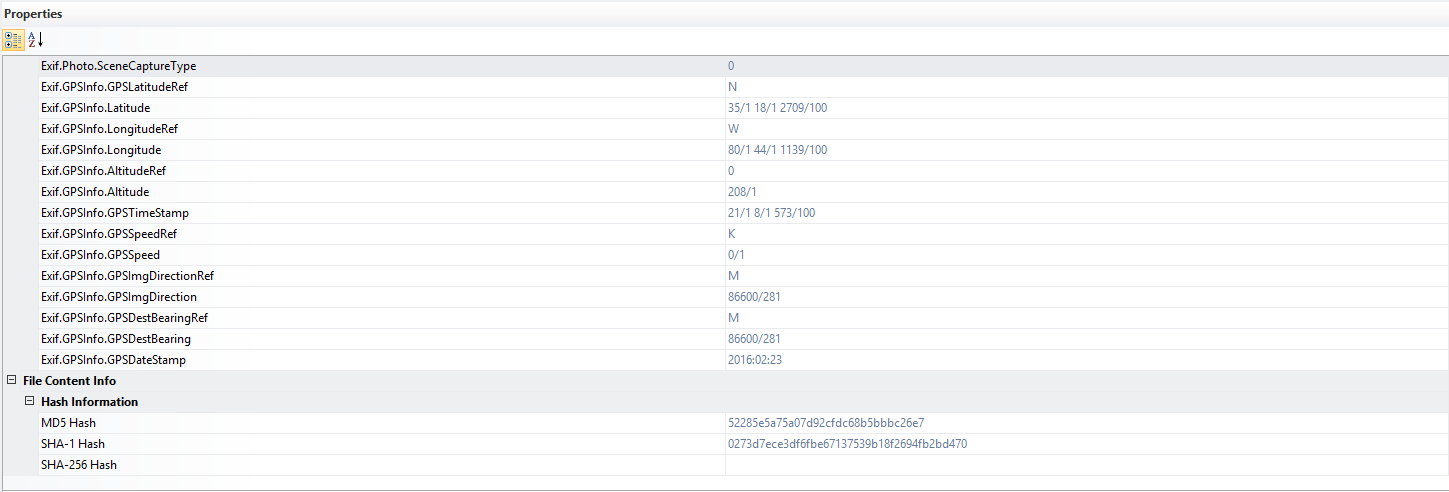 Properties
A Z
Exif.Photo.SceneCaptureType 0
Exif.GPSInfo.GPSLatitudeRef N
Exif.GPSInfo.Latitude 35/1 18/1 2709/100
Exif.GPSInfo.LongitudeRef W
Exif.GPSInfo.Longitude 80/1 44/1 1139/100
Exif.GPSInfo.AltitudeRef 0
Exif.GPSInfo.Altitude 208/1
Exif.GPSInfo.GPSTimeStamp 21/1 8/1 573/100
Exif.GPSInfo.GPSSpeedRef K
Exif.GPSInfo.GPSSpeed 0/1
Exif.GPSInfo.GPSImgDirectionRef M
Exif.GPSInfo.GPSImgDirection 86600/281
Exif.GPSInfo.GPSDestBearingRef M
Exif.GPSInfo.GPSDestBearing 86600/281
Exif.GPSInfo.GPSDateStamp 2016:02:23
File Content Info
Hash Information
MD5 Hash 52285e5a75a07d92cfdc68b5bbbc26e7
SHA-1 Hash 0273d7ece3df6fbe67137539b18f2694fb2bd470
SHA-256 Hash